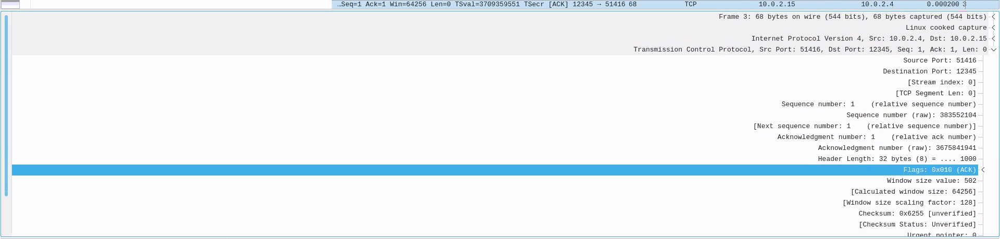 …Seq=1 Ack=1 Win=64256 Len=0 TSval=3709359551 TSecr [ACK] 12345 → 51416 68 TCP 10.0.2.15 10.0.2.4 0.000200 3
Frame 3: 68 bytes on wire (544 bits), 68 bytes captured (544 bits)
Linux cooked capture
Internet Protocol Version 4, Src: 10.0.2.4, Dst: 10.0.2.15
Transmission Control Protocol, Src Port: 51416, Dst Port: 12345, Seq: 1, Ack: 1, Len: 0
Source Port: 51416
Destination Port: 12345
[Stream index: 0]
[TCP Segment Len: 0]
Sequence number: 1    (relative sequence number)
Sequence number (raw): 383552104
[Next sequence number: 1    (relative sequence number)]
Acknowledgment number: 1    (relative ack number)
Acknowledgment number (raw): 3675841941
Header Length: 32 bytes (8) = .... 1000
Flags: 0x010 (ACK)
Window size value: 502
[Calculated window size: 64256]
[Window size scaling factor: 128]
Checksum: 0x6255 [unverified]
[Checksum Status: Unverified]
Urgent pointer: 0